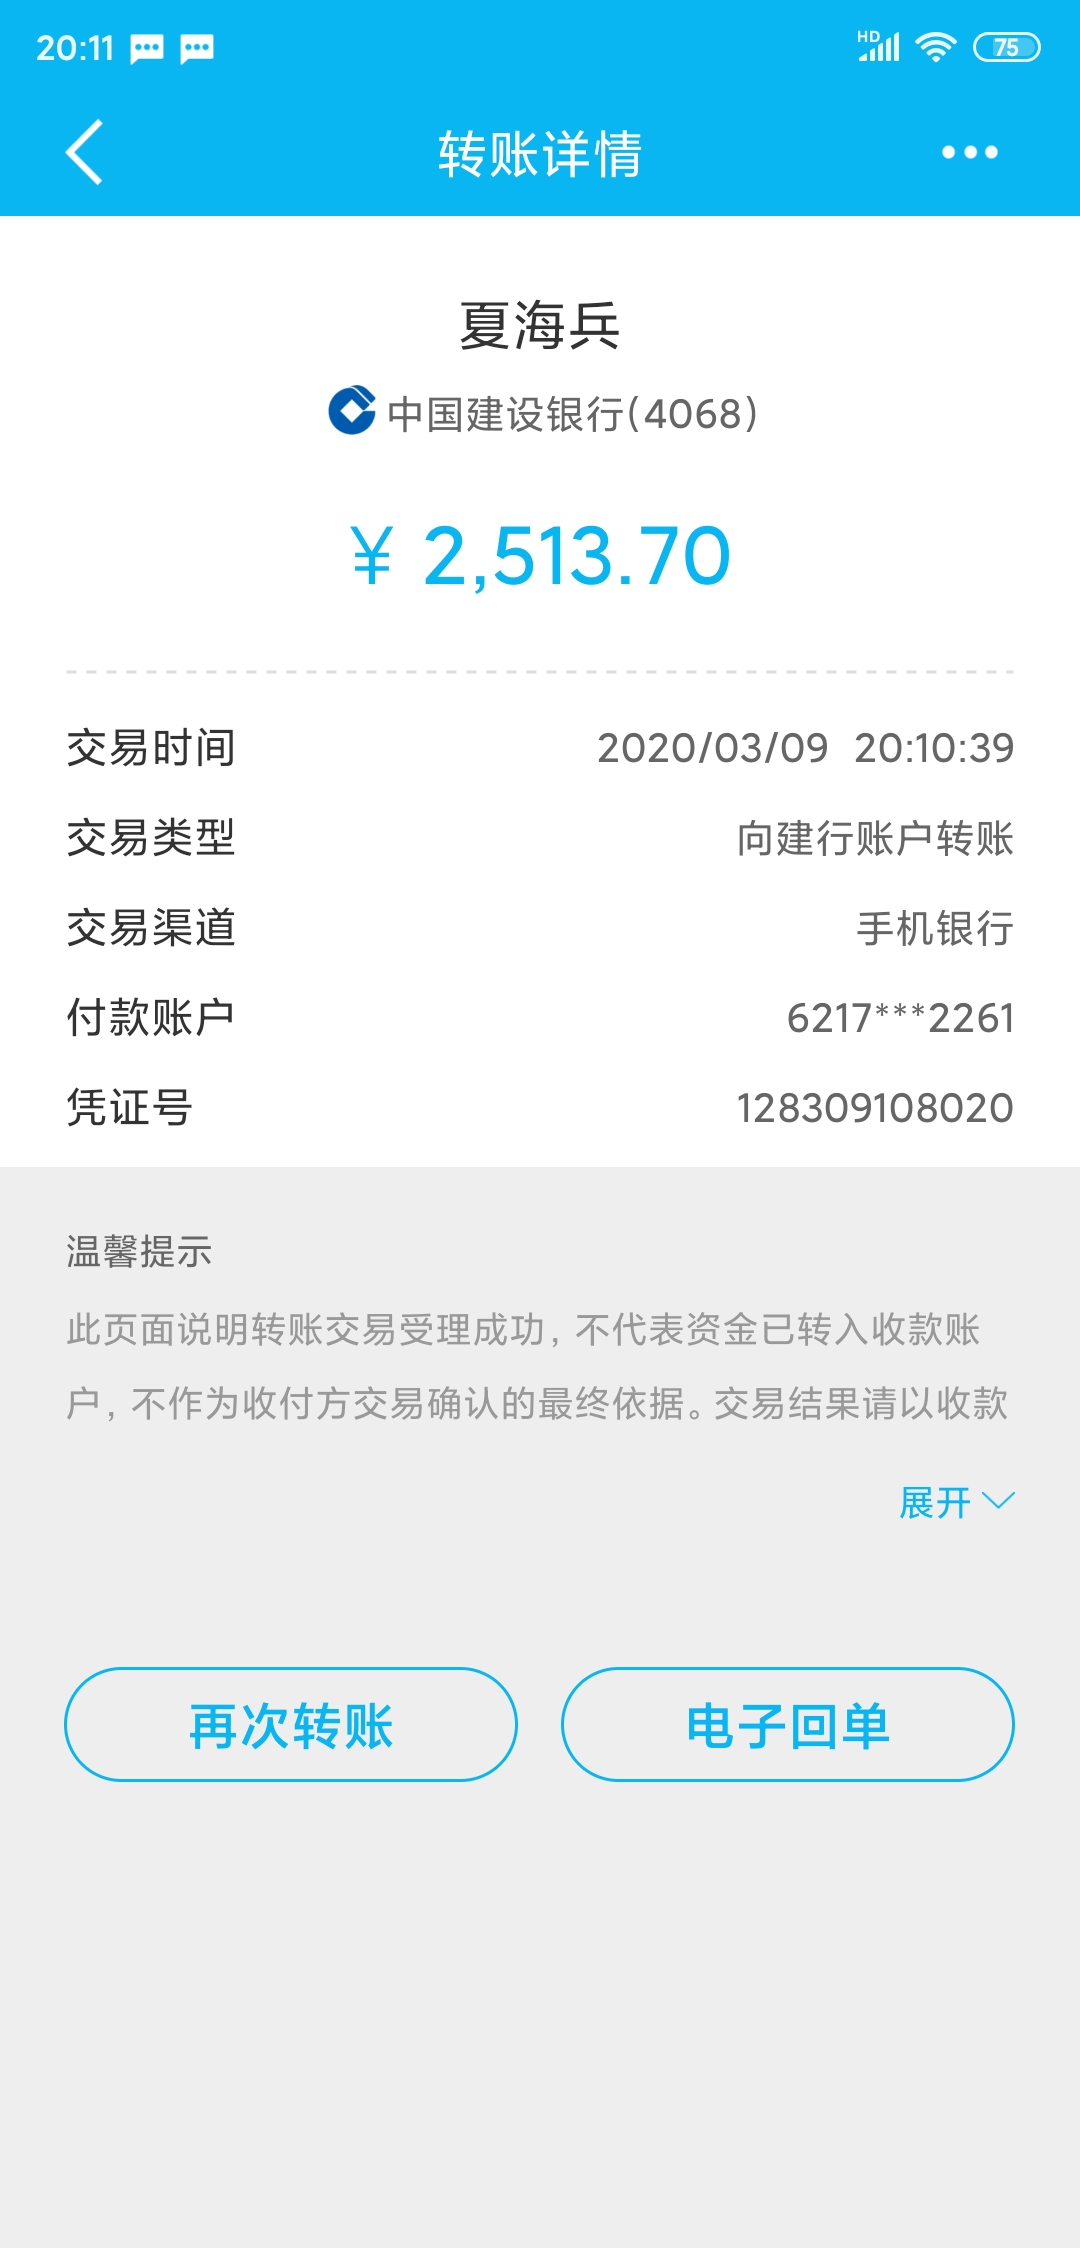 20:11 HD 75
转账详情
夏海兵
中国建设银行(4068)
¥ 2,513.70
交易时间 2020/03/09 20:10:39
交易类型 向建行账户转账
交易渠道 手机银行
付款账户 6217***2261
凭证号 128309108020
温馨提示
此页面说明转账交易受理成功，不代表资金已转入收款账
户，不作为收付方交易确认的最终依据。交易结果请以收款
展开
再次转账 电子回单